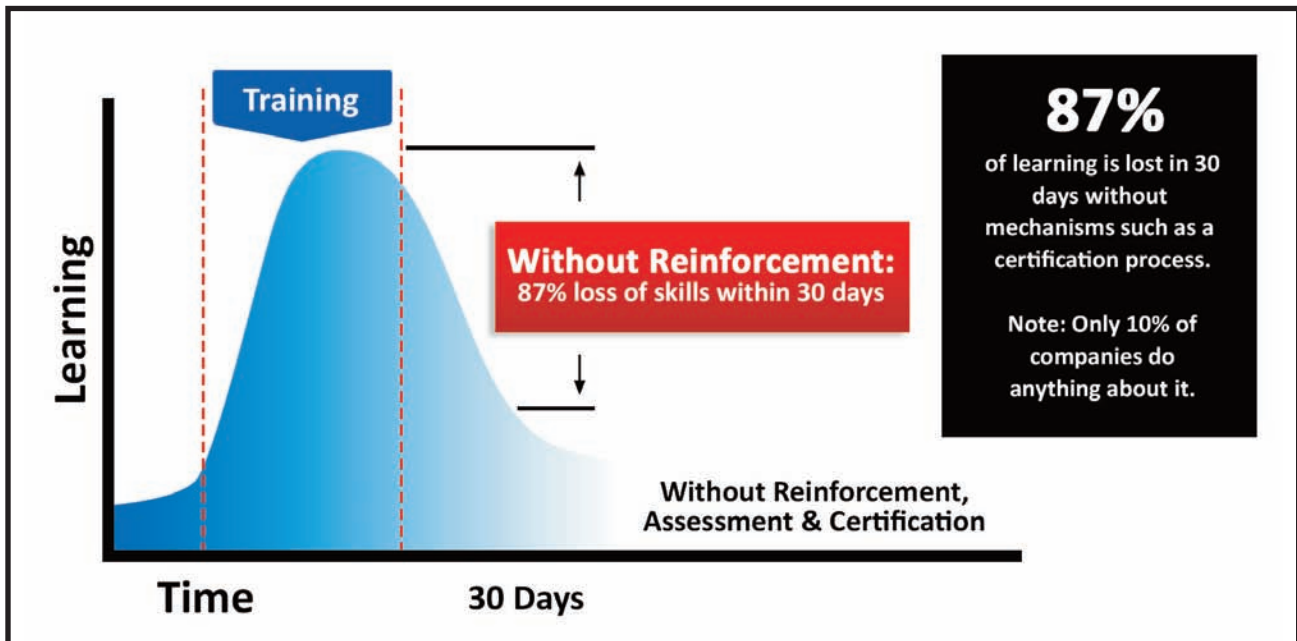 Training
Learning
Without Reinforcement:
87% loss of skills within 30 days
Without Reinforcement,
Assessment & Certification
Time
30 Days
87%
of learning is lost in 30
days without
mechanisms such as a
certification process.
Note: Only 10% of
companies do
anything about it.